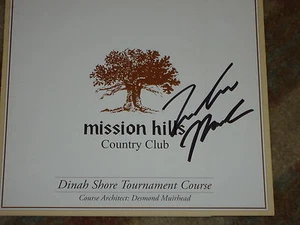 mission hills
Country Club
Dinah Shore Tournament Course
Course Architect: Desmond Muirhead